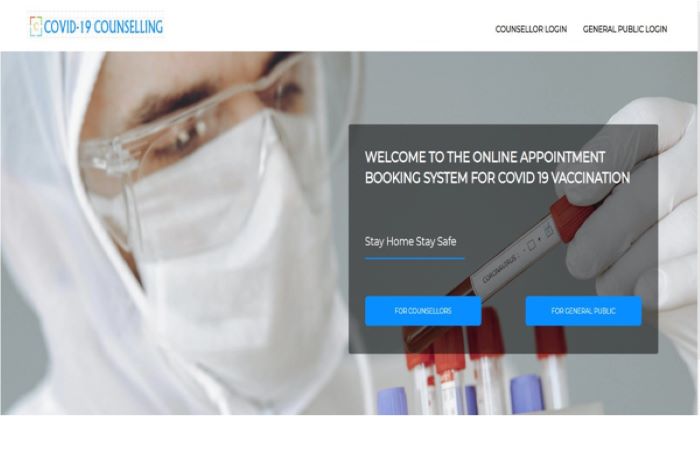 COVID-19 COUNSELLING
COUNSELLOR LOGIN
GENERAL PUBLIC LOGIN
WELCOME TO THE ONLINE APPOINTMENT
BOOKING SYSTEM FOR COVID 19 VACCINATION
Stay Home Stay Safe
CORONAVIRUS : - □ + ☑
FOR COUNSELLORS
FOR GENERAL PUBLIC